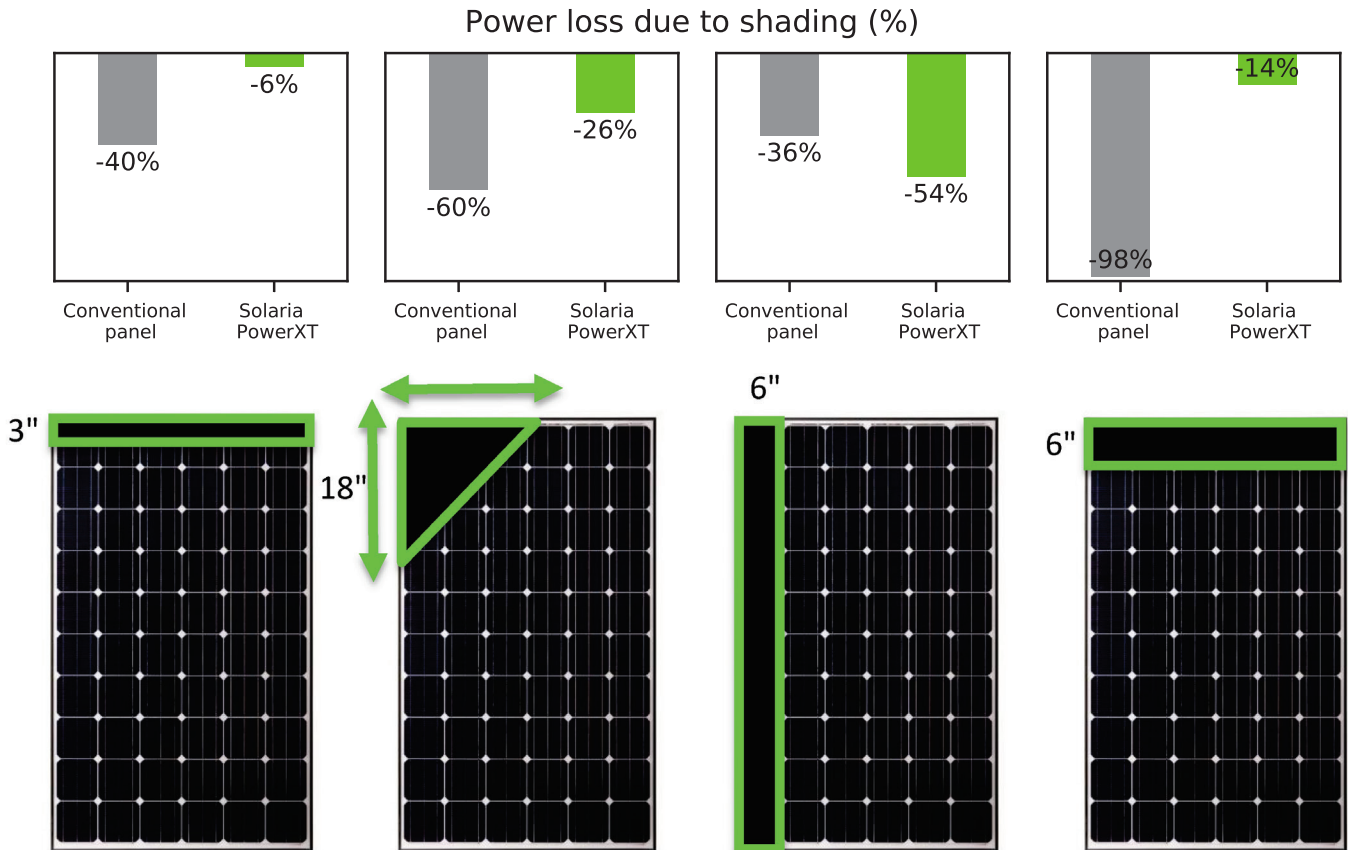 Power loss due to shading (%)
-40%
-6%
Conventional
panel
Solaria
PowerXT
-60%
-26%
Conventional
panel
Solaria
PowerXT
-36%
-54%
Conventional
panel
Solaria
PowerXT
-98%
-14%
Conventional
panel
Solaria
PowerXT
3"
18"
6"
6"